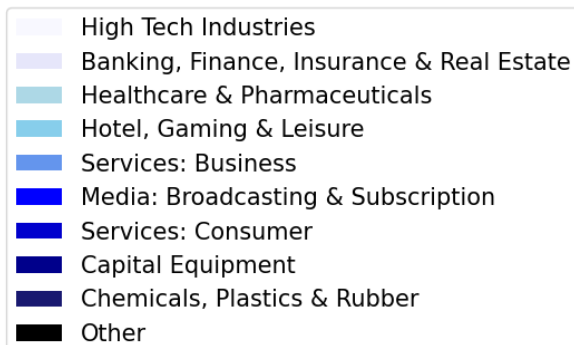 High Tech Industries
Banking, Finance, Insurance & Real Estate
Healthcare & Pharmaceuticals
Hotel, Gaming & Leisure
Services: Business
Media: Broadcasting & Subscription
Services: Consumer
Capital Equipment
Chemicals, Plastics & Rubber
Other